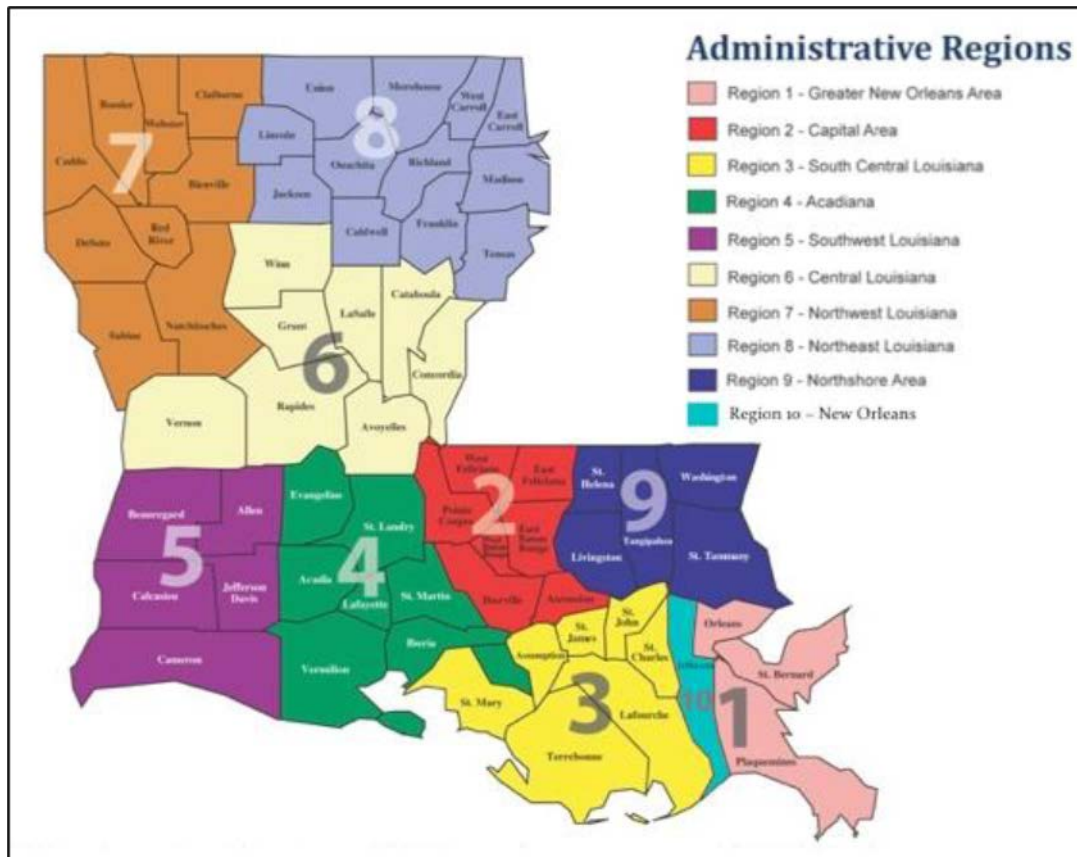 Administrative Regions
Region 1 - Greater New Orleans Area
Region 2 - Capital Area
Region 3 - South Central Louisiana
Region 4 - Acadiana
Region 5 - Southwest Louisiana
Region 6 - Central Louisiana
Region 7 - Northwest Louisiana
Region 8 - Northeast Louisiana
Region 9 - Northshore Area
Region 10 – New Orleans
7
Caddo
Bossier
Webster
Claiborne
Bienville
DeSoto
Red
River
Sabine
Natchitoches
8
Union
Morehouse
West
Carroll
East
Carroll
Lincoln
Ouachita
Richland
Madison
Jackson
Caldwell
Franklin
Tensas
6
Winn
Grant
LaSalle
Catahoula
Concordia
Vernon
Rapides
Avoyelles
5
Beauregard
Allen
Calcasieu
Jefferson
Davis
Cameron
4
Evangeline
St. Landry
Acadia
Lafayette
St. Martin
Iberia
Vermilion
2
West
Feliciana
East
Feliciana
Pointe
Coupee
East
Baton
Rouge
Iberville
Ascension
9
St.
Helena
Washington
Livingston
Tangipahoa
St. Tammany
3
Assumption
St.
James
St.
John
St.
Charles
St. Mary
Lafourche
Terrebonne
10
Jefferson
1
Orleans
St. Bernard
Plaquemines